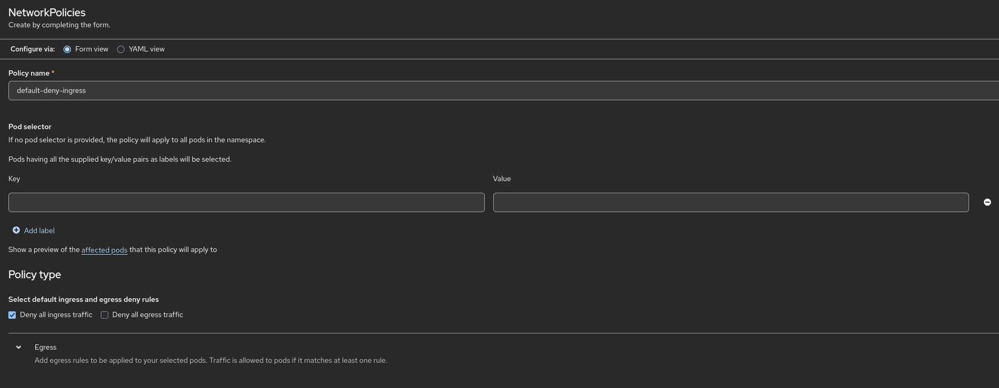 NetworkPolicies
Create by completing the form.
Configure via: Form view YAML view
Policy name *
default-deny-ingress
Pod selector
If no pod selector is provided, the policy will apply to all pods in the namespace.
Pods having all the supplied key/value pairs as labels will be selected.
Key Value
Add label
Show a preview of the affected pods that this policy will apply to
Policy type
Select default ingress and egress deny rules
Deny all ingress traffic Deny all egress traffic
Egress
Add egress rules to be applied to your selected pods. Traffic is allowed to pods if it matches at least one rule.